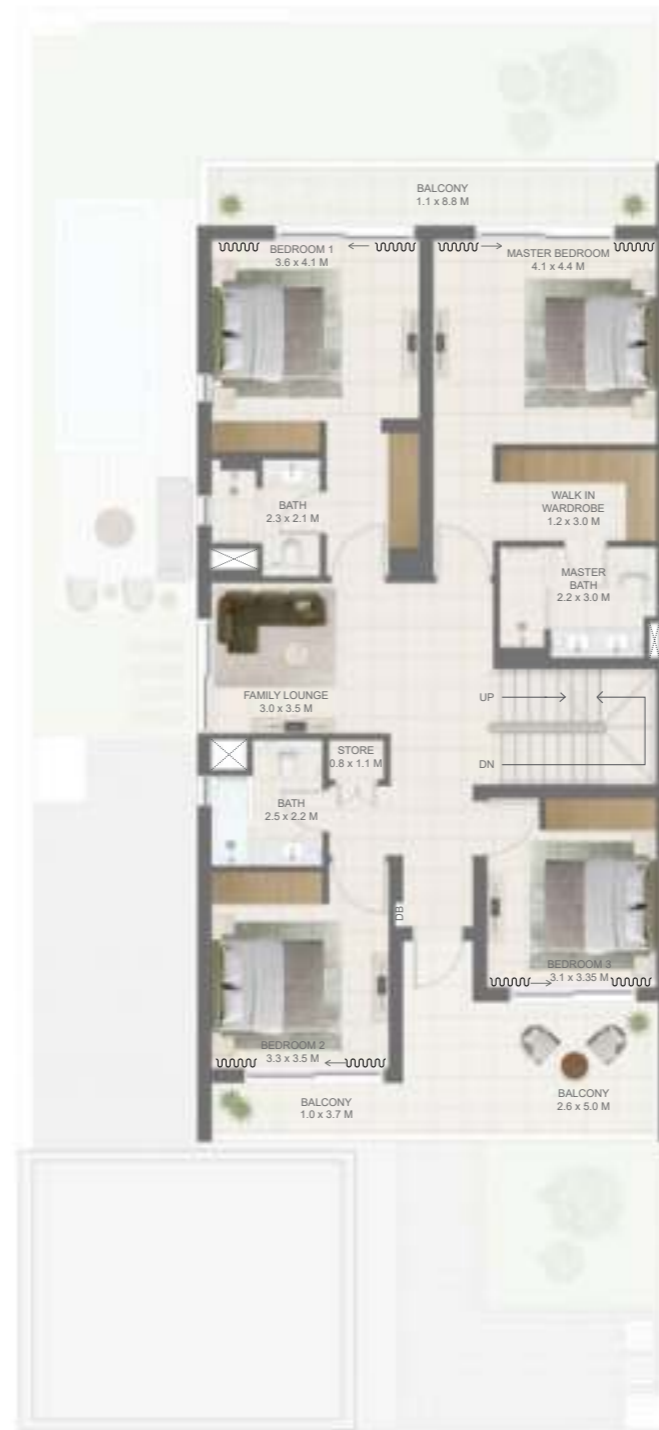 BALCONY
1.1 x 8.8 M
BEDROOM 1
3.6 x 4.1 M
MASTER BEDROOM
4.1 x 4.4 M
BATH
2.3 x 2.1 M
WALK IN
WARDROBE
1.2 x 3.0 M
MASTER
BATH
2.2 x 3.0 M
FAMILY LOUNGE
3.0 x 3.5 M
UP
STORE
0.8 x 1.1 M
DN
BATH
2.5 x 2.2 M
DB
BEDROOM 3
3.1 x 3.35 M
BEDROOM 2
3.3 x 3.5 M
BALCONY
1.0 x 3.7 M
BALCONY
2.6 x 5.0 M